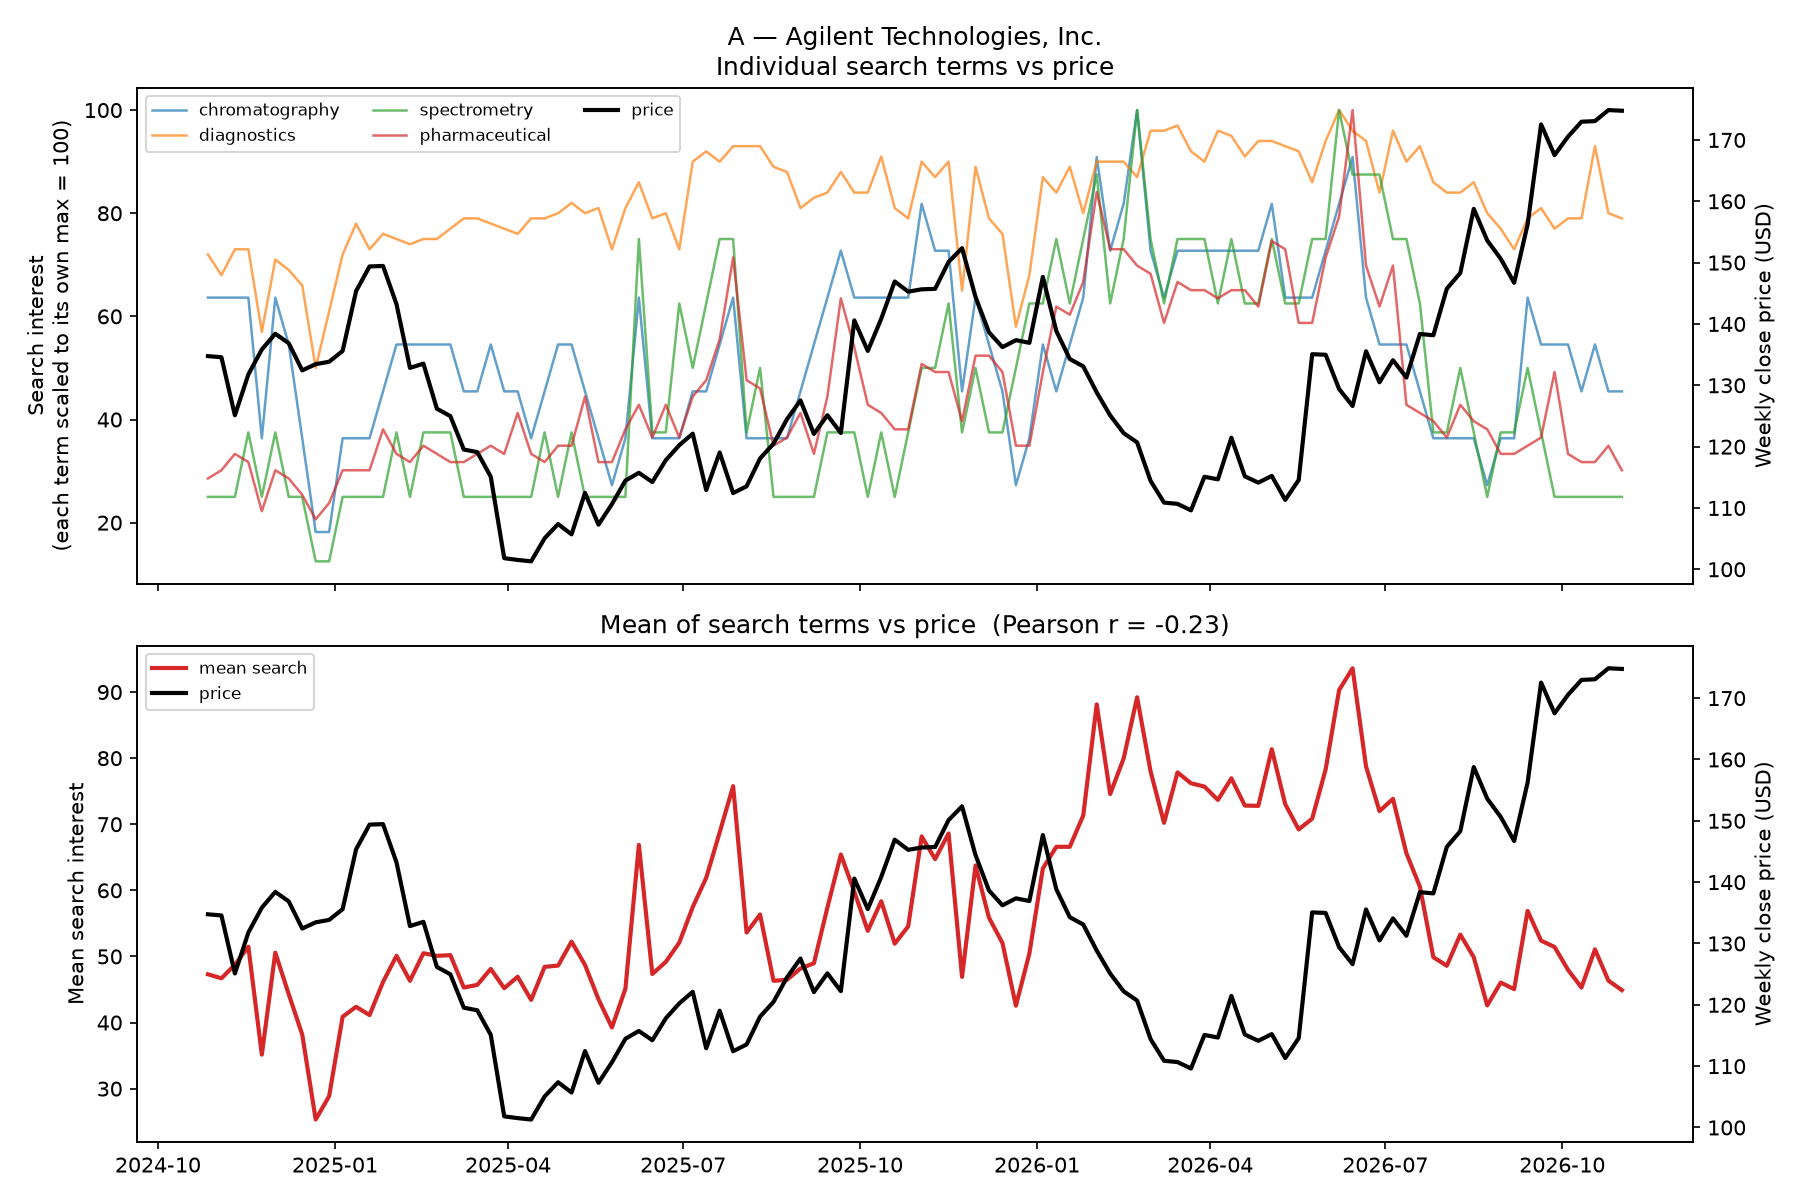 A — Agilent Technologies, Inc.
Individual search terms vs price
chromatography
diagnostics
spectrometry
pharmaceutical
price
Search interest
(each term scaled to its own max = 100)
100
80
60
40
20
Weekly close price (USD)
170
160
150
140
130
120
110
100
Mean of search terms vs price  (Pearson r = -0.23)
mean search
price
Mean search interest
90
80
70
60
50
40
30
Weekly close price (USD)
170
160
150
140
130
120
110
100
2024-10
2025-01
2025-04
2025-07
2025-10
2026-01
2026-04
2026-07
2026-10